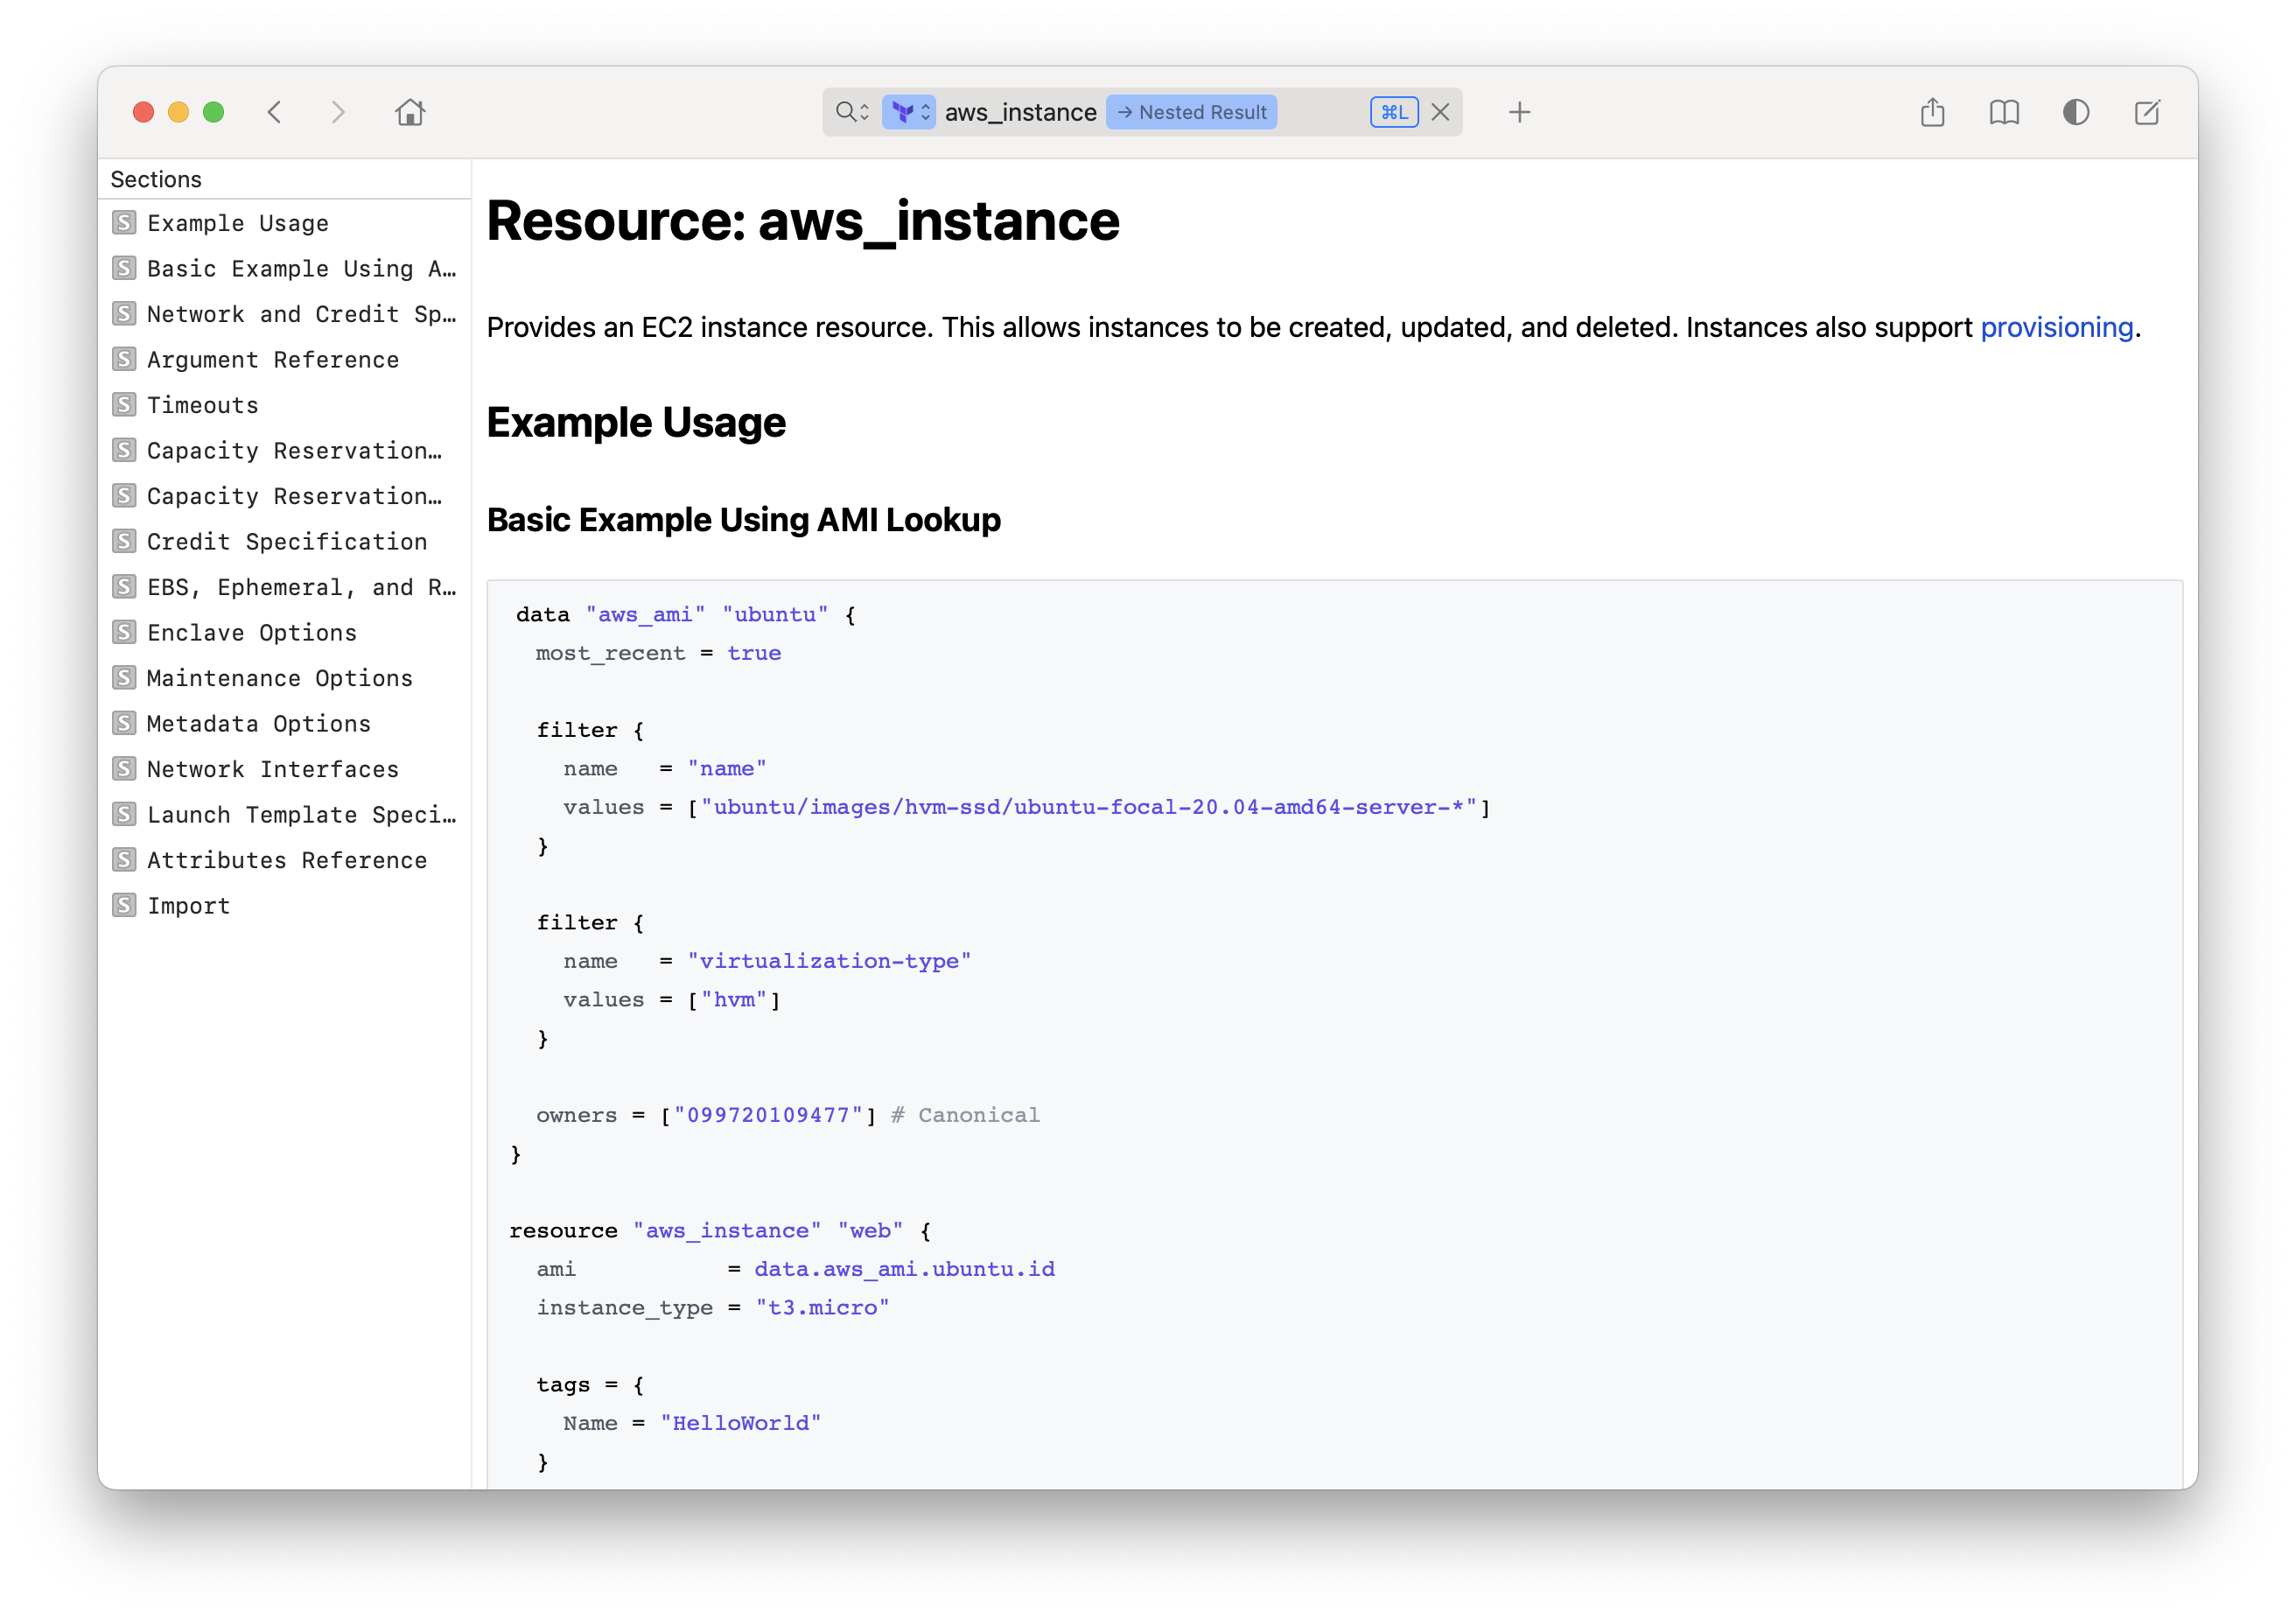 aws_instance → Nested Result ⌘L
Sections
Example Usage
Basic Example Using A…
Network and Credit Sp…
Argument Reference
Timeouts
Capacity Reservation…
Capacity Reservation…
Credit Specification
EBS, Ephemeral, and R…
Enclave Options
Maintenance Options
Metadata Options
Network Interfaces
Launch Template Speci…
Attributes Reference
Import
Resource: aws_instance
Provides an EC2 instance resource. This allows instances to be created, updated, and deleted. Instances also support provisioning.
Example Usage
Basic Example Using AMI Lookup
data "aws_ami" "ubuntu" {
  most_recent = true
  filter {
    name   = "name"
    values = ["ubuntu/images/hvm-ssd/ubuntu-focal-20.04-amd64-server-*"]
  }
  filter {
    name   = "virtualization-type"
    values = ["hvm"]
  }
  owners = ["099720109477"] # Canonical
}
resource "aws_instance" "web" {
  ami           = data.aws_ami.ubuntu.id
  instance_type = "t3.micro"
  tags = {
    Name = "HelloWorld"
  }